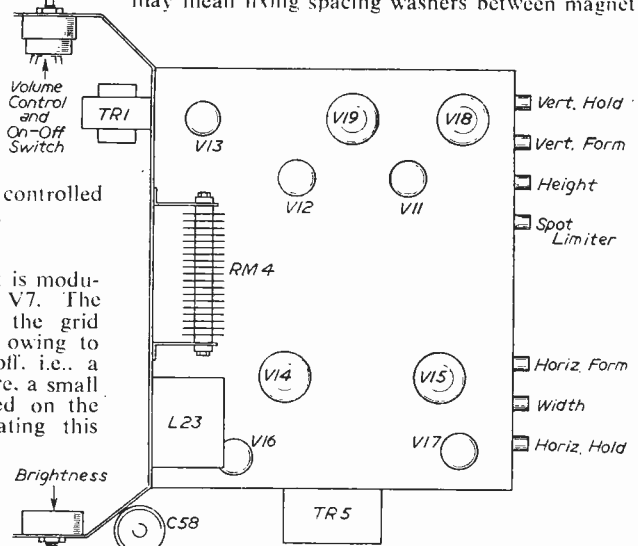 may mean fixing spacing washers between magnet
Volume
Control
and
On-Off
Switch
TR1
V13
V19
V18
Vert. Hold
Vert. Form
Height
Spot
Limiter
V12
V11
controlled
RM4
is modu-
V7. The
the grid
owing to
off. i.e.. a
re, a small
ed on the
ating this
V14
V15
Horiz. Form
Width
Horiz. Hold
L23
V16
V17
Brightness
C58
TR5